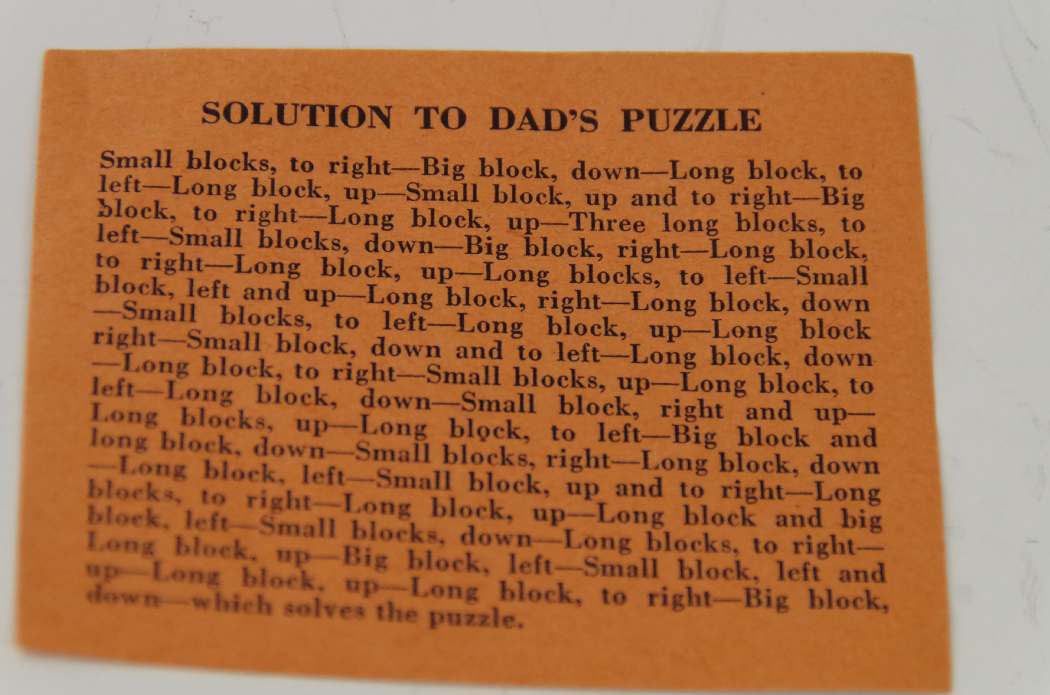 SOLUTION TO DAD'S PUZZLE
Small blocks, to right—Big block, down—Long block, to
left—Long block, up—Small block, up and to right—Big
block, to right—Long block, up—Three long blocks, to
left—Small blocks, down—Big block, right—Long block,
to right—Long block, up—Long blocks, to left—Small
block, left and up—Long block, right—Long block, down
—Small blocks, to left—Long block, up—Long block
right—Small block, down and to left—Long block, down
—Long block, to right—Small blocks, up—Long block, to
left—Long block, down—Small block, right and up—
Long blocks, up—Long block, to left—Big block and
long block, down—Small blocks, right—Long block, down
—Long block, left—Small block, up and to right—Long
blocks, to right—Long block, up—Long block and big
block, left—Small blocks, down—Long blocks, to right—
Long block, up—Big block, left—Small block, left and
up—Long block, up—Long block, to right—Big block,
down—which solves the puzzle.